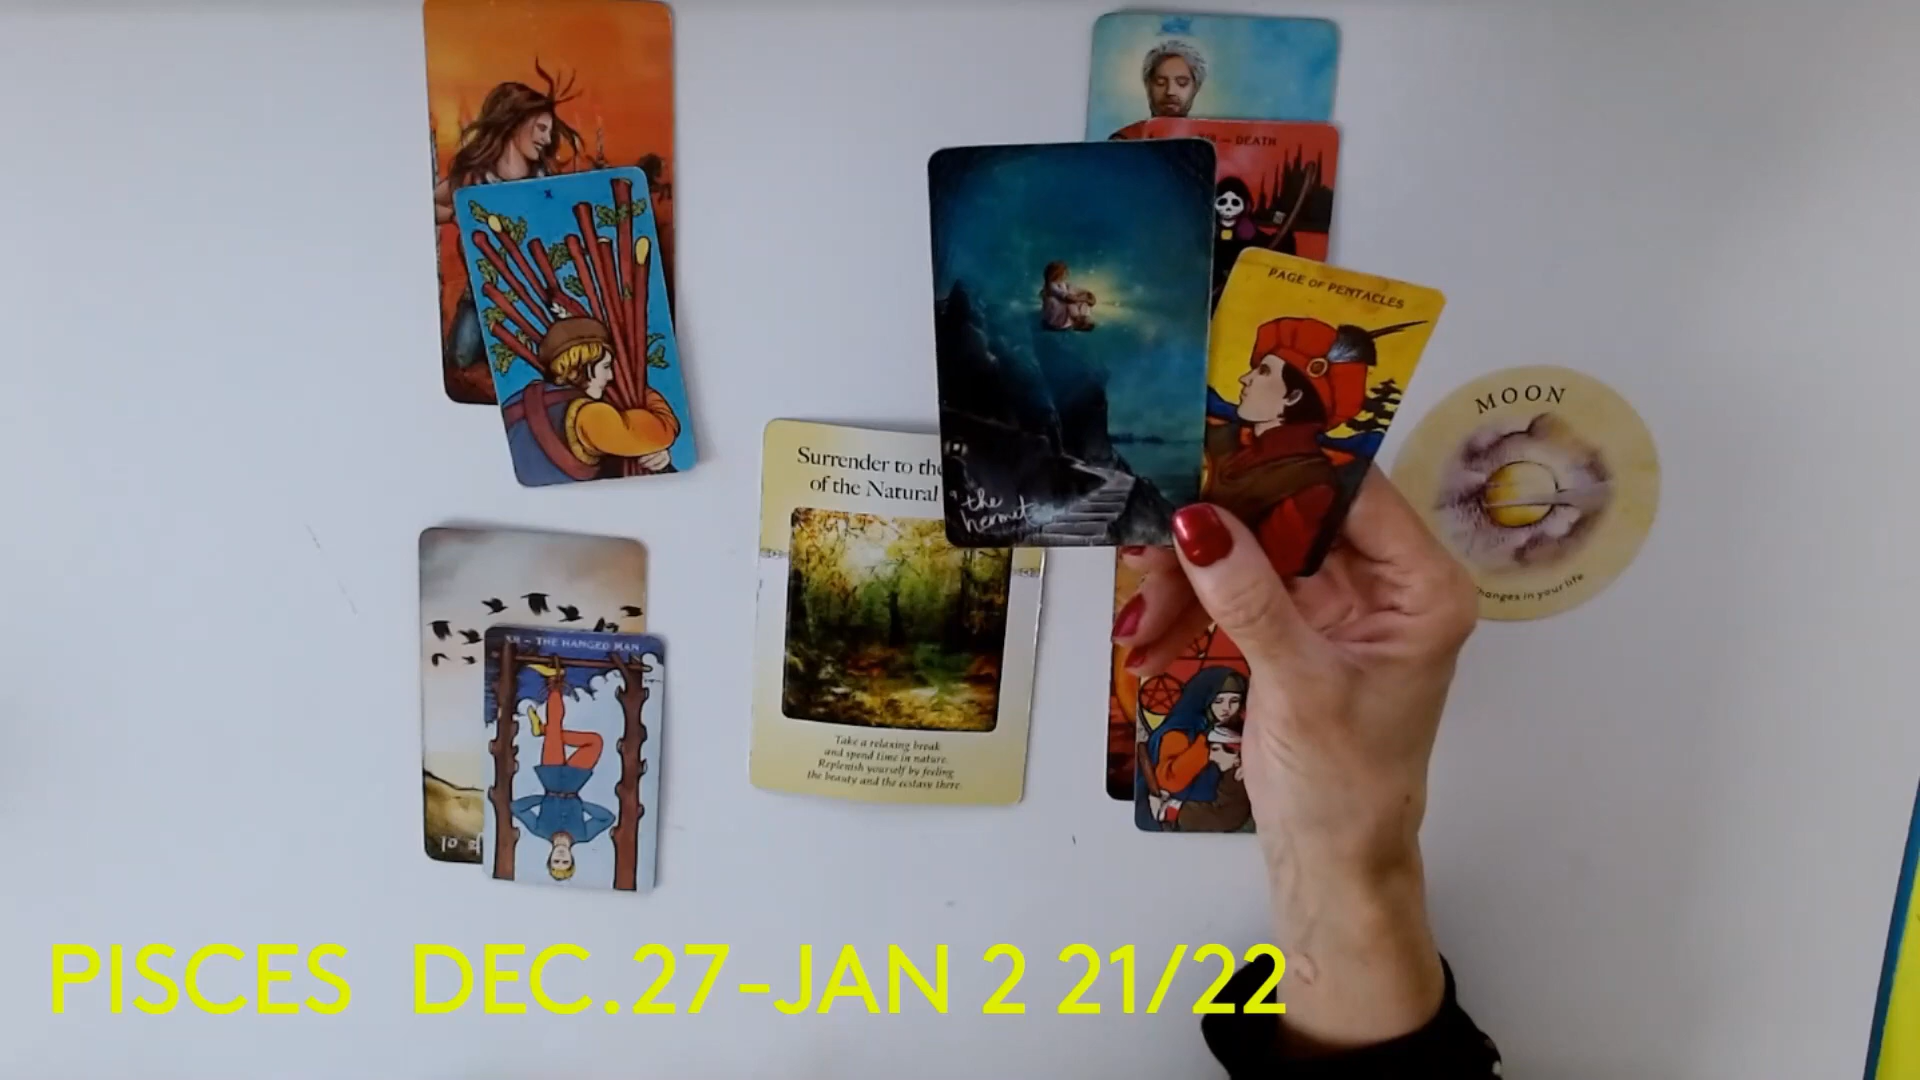 X
XIII — DEATH
PAGE OF PENTACLES
MOON
changes in your life
Surrender to the
of the Natural
the
hermit
XII – THE HANGED MAN
Take a relaxing break
and spend time in nature.
Replenish yourself by feeling
the beauty and the ecstasy there.
PISCES DEC.27-JAN 2 21/22